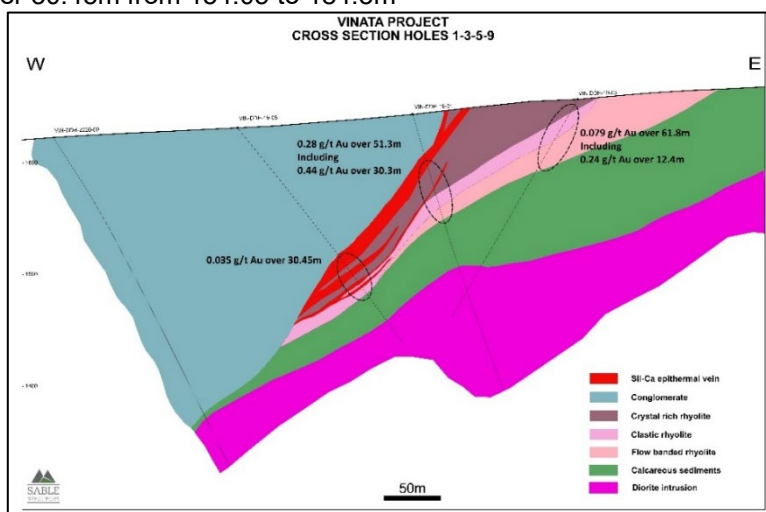 VINATA PROJECT
CROSS SECTION HOLES 1-3-5-9
W
E
0.28 g/t Au over 51.3m
Including
0.44 g/t Au over 30.3m
0.079 g/t Au over 61.8m
Including
0.24 g/t Au over 12.4m
0.035 g/t Au over 30.45m
Sil-Ca epithermal vein
Conglomerate
Crystal rich rhyolite
Clastic rhyolite
Flow banded rhyolite
Calcareous sediments
Diorite intrusion
SABLE
50m